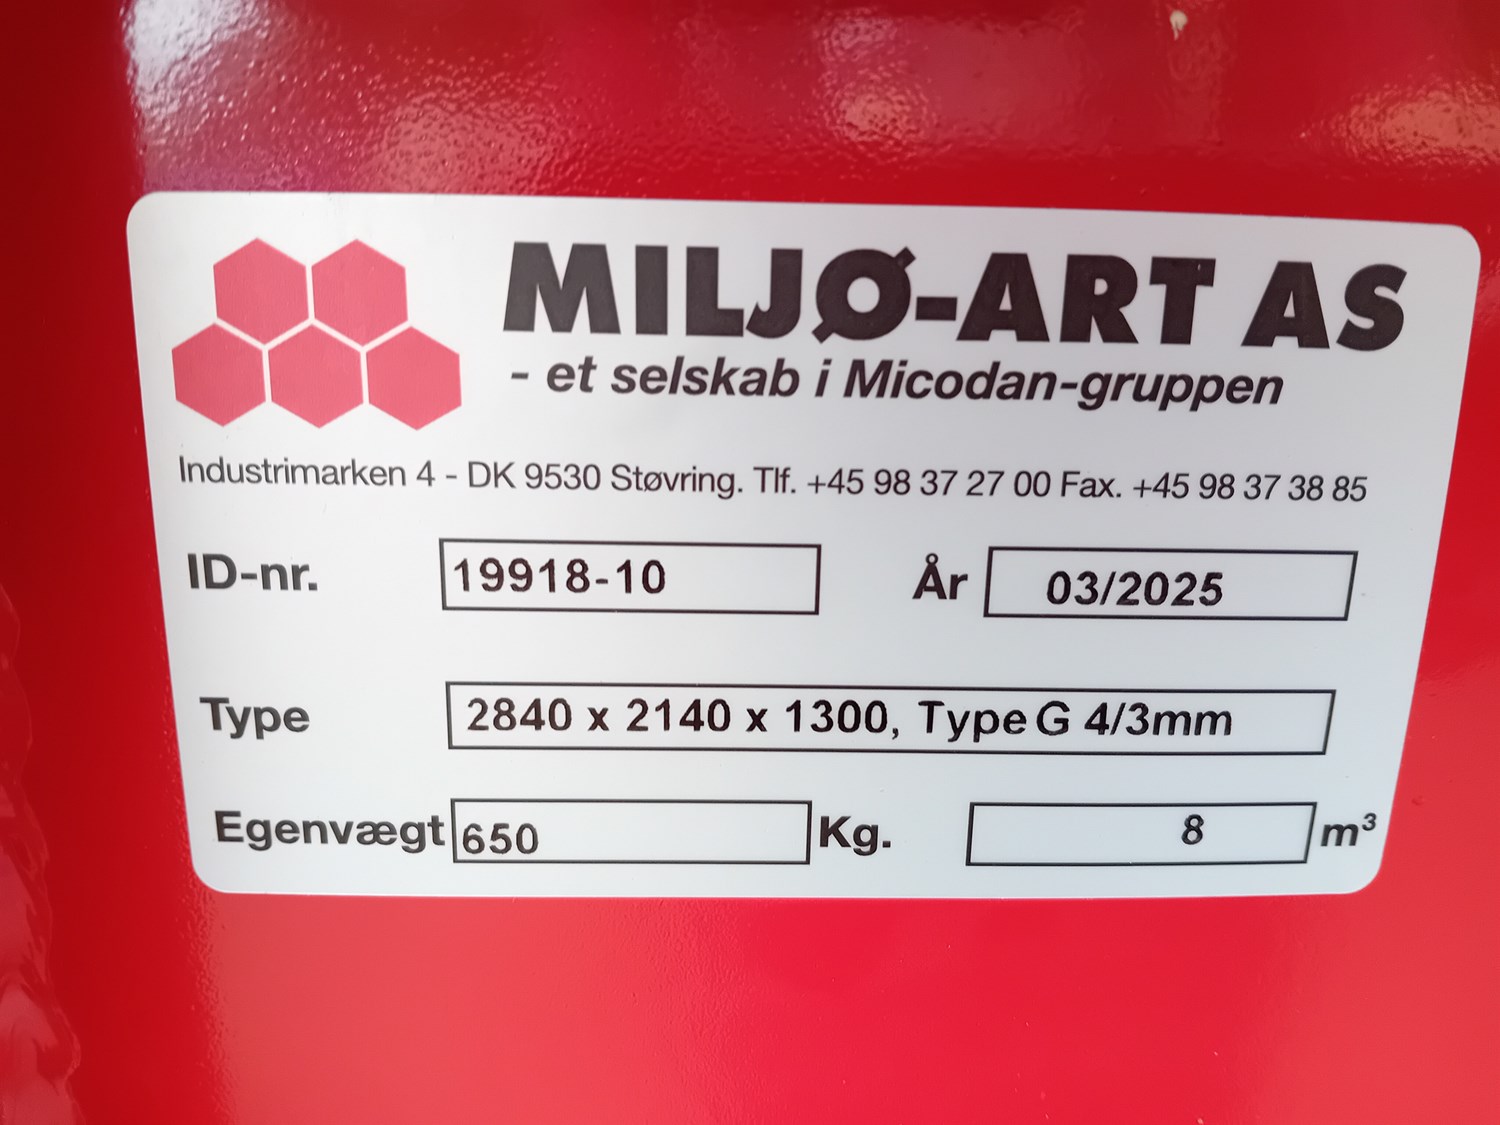 MILJØ-ART AS
- et selskab i Micodan-gruppen
Industrimarken 4 - DK 9530 Støvring. Tlf. +45 98 37 27 00 Fax. +45 98 37 38 85
ID-nr. 19918-10 År 03/2025
Type 2840 x 2140 x 1300, Type G 4/3mm
Egenvægt 650 Kg. 8 m³